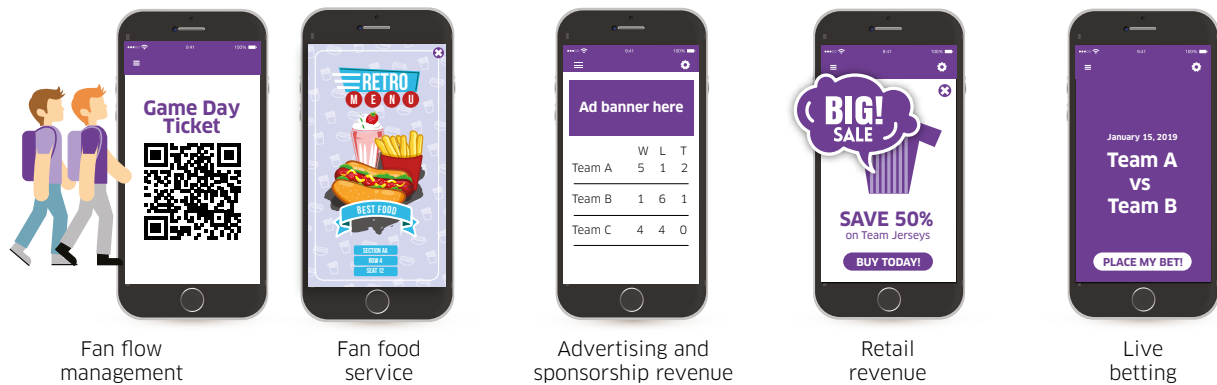 9:41
100%
Game Day
Ticket
Fan flow
management
RETRO
MENU
BEST FOOD
SECTION AA
ROW 4
SEAT 12
Fan food
service
9:41
100%
Ad banner here
W L T
Team A 5 1 2
Team B 1 6 1
Team C 4 4 0
Advertising and
sponsorship revenue
9:41
100%
BIG!
SALE
SAVE 50%
on Team Jerseys
BUY TODAY!
Retail
revenue
9:41
100%
January 15, 2019
Team A
vs
Team B
PLACE MY BET!
Live
betting